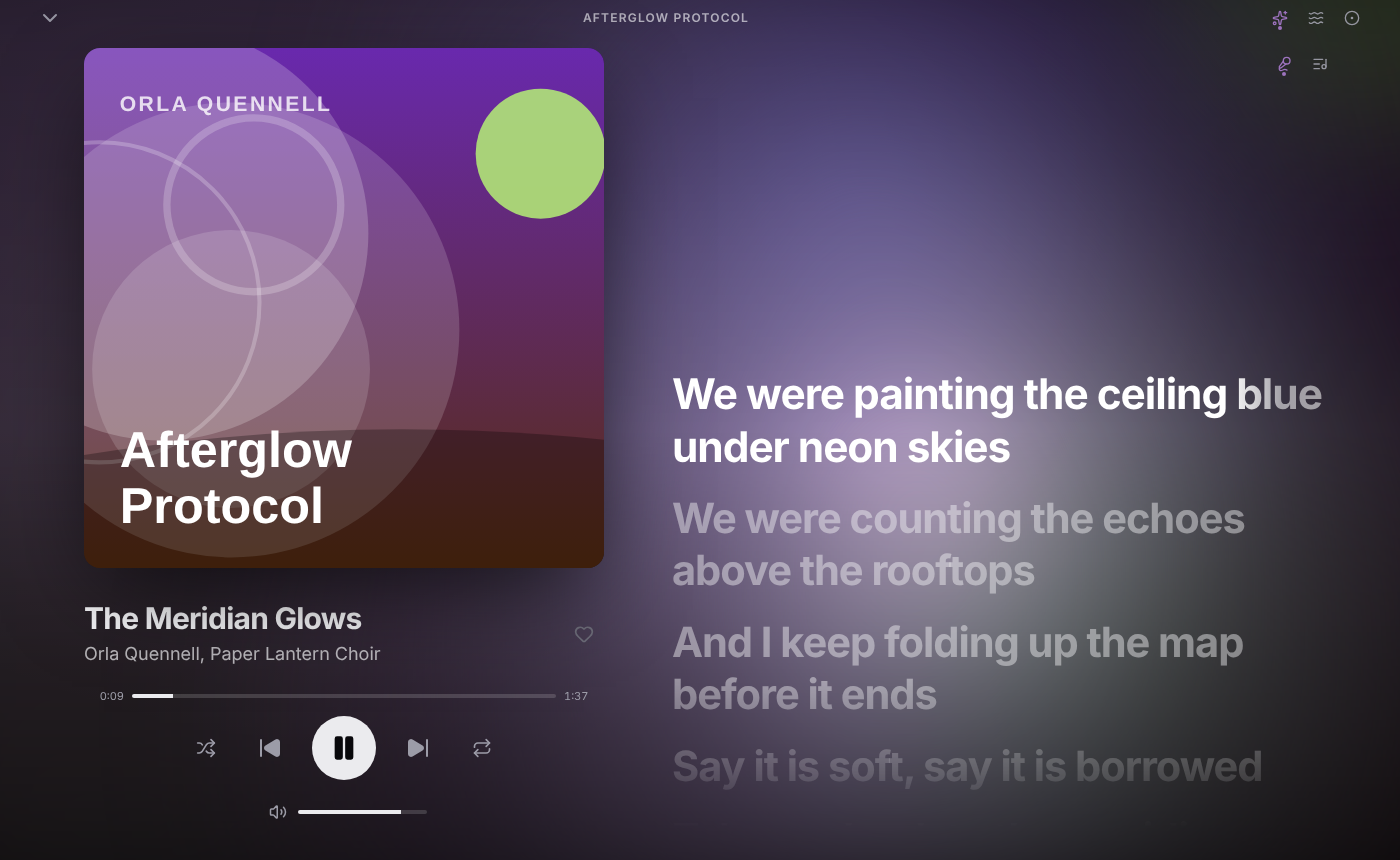 AFTERGLOW PROTOCOL
ORLA QUENNELL
Afterglow
Protocol
The Meridian Glows
Orla Quennell, Paper Lantern Choir
0:09
1:37
We were painting the ceiling blue
under neon skies
We were counting the echoes
above the rooftops
And I keep folding up the map
before it ends
Say it is soft, say it is borrowed